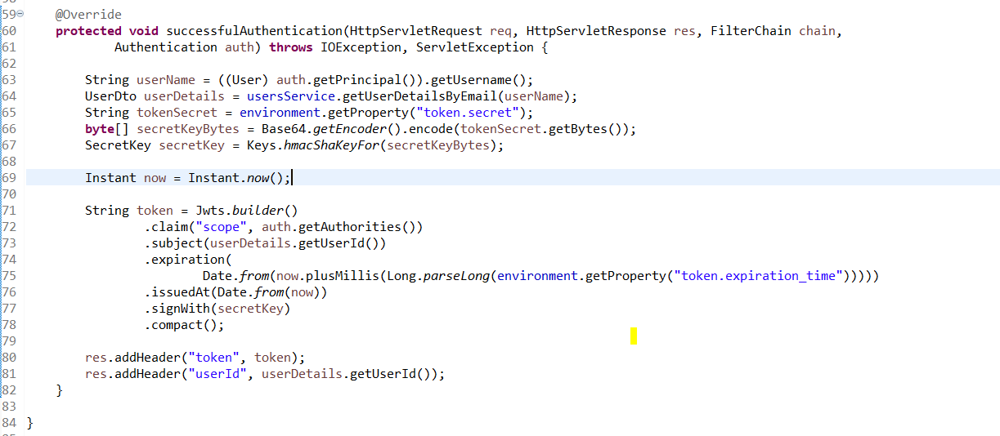 59 @Override
60 protected void successfulAuthentication(HttpServletRequest req, HttpServletResponse res, FilterChain chain,
61 Authentication auth) throws IOException, ServletException {
62
63 String userName = ((User) auth.getPrincipal()).getUsername();
64 UserDto userDetails = usersService.getUserDetailsByEmail(userName);
65 String tokenSecret = environment.getProperty("token.secret");
66 byte[] secretKeyBytes = Base64.getEncoder().encode(tokenSecret.getBytes());
67 SecretKey secretKey = Keys.hmacShaKeyFor(secretKeyBytes);
68
69 Instant now = Instant.now();
70
71 String token = Jwts.builder()
72 .claim("scope", auth.getAuthorities())
73 .subject(userDetails.getUserId())
74 .expiration(
75 Date.from(now.plusMillis(Long.parseLong(environment.getProperty("token.expiration_time")))))
76 .issuedAt(Date.from(now))
77 .signWith(secretKey)
78 .compact();
79
80 res.addHeader("token", token);
81 res.addHeader("userId", userDetails.getUserId());
82 }
83
84 }